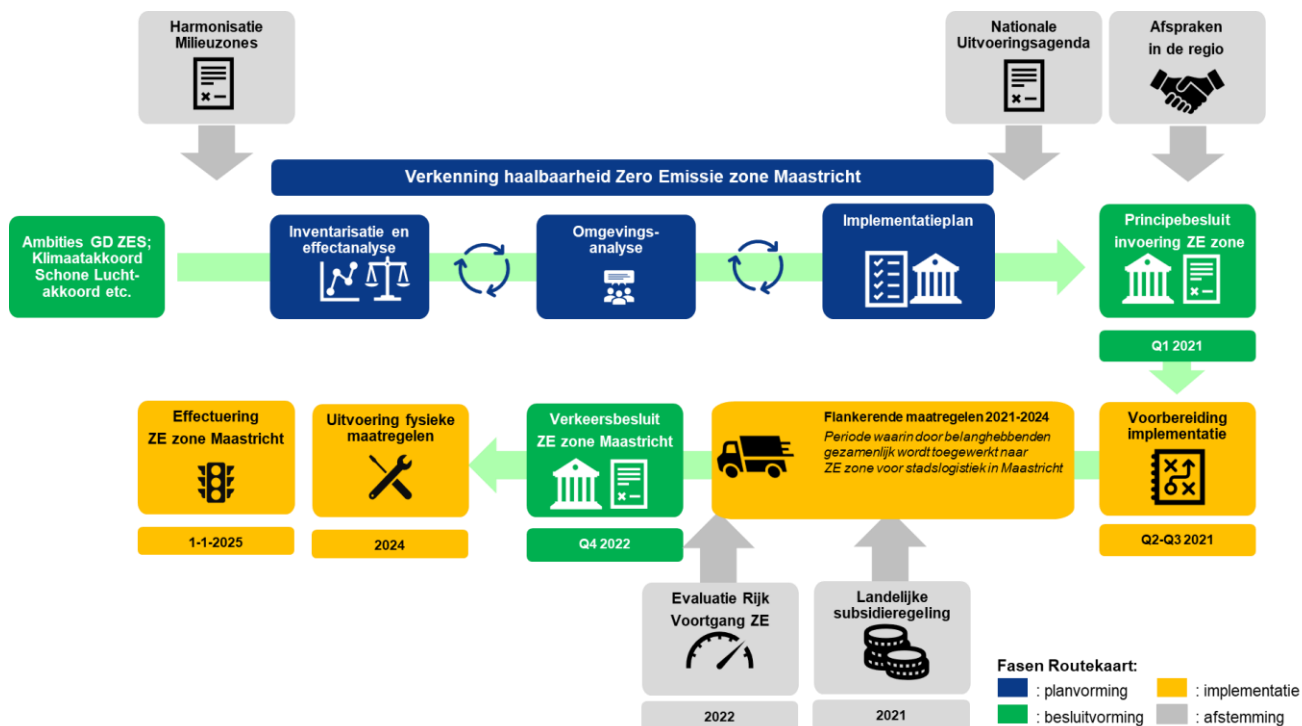 Harmonisatie
Milieuzones
Nationale
Uitvoeringsagenda
Afspraken
in de regio
Verkenning haalbaarheid Zero Emissie zone Maastricht
Ambities GD ZES;
Klimaatakkoord
Schone Lucht-
akkoord etc.
Inventarisatie en
effectanalyse
Omgevings-
analyse
Implementatieplan
Principebesluit
invoering ZE zone
Q1 2021
Effectuering
ZE zone Maastricht
1-1-2025
Uitvoering fysieke
maatregelen
2024
Verkeersbesluit
ZE zone Maastricht
Q4 2022
Flankerende maatregelen 2021-2024
Periode waarin door belanghebbenden
gezamenlijk wordt toegewerkt naar
ZE zone voor stadslogistiek in Maastricht
Voorbereiding
implementatie
Q2-Q3 2021
Evaluatie Rijk
Voortgang ZE
2022
Landelijke
subsidieregeling
2021
Fasen Routekaart:
: planvorming
: implementatie
: besluitvorming
: afstemming